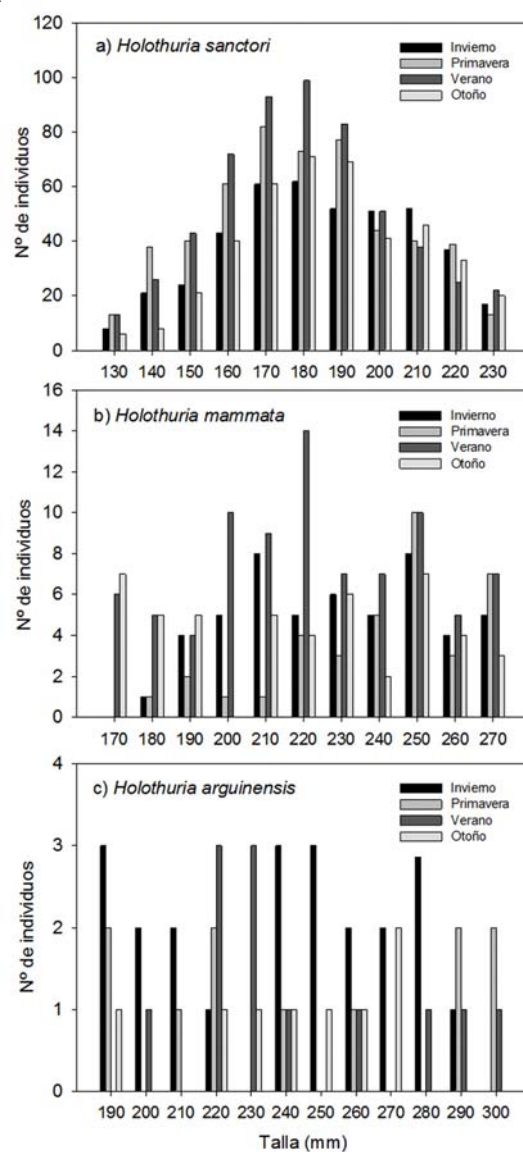 a) Holothuria sanctori
Invierno
Primavera
Verano
Otoño
Nº de individuos
120
100
80
60
40
20
0
130 140 150 160 170 180 190 200 210 220 230
b) Holothuria mammata
Invierno
Primavera
Verano
Otoño
Nº de individuos
16
14
12
10
8
6
4
2
0
170 180 190 200 210 220 230 240 250 260 270
c) Holothuria arguinensis
Invierno
Primavera
Verano
Otoño
Nº de individuos
4
3
2
1
0
190 200 210 220 230 240 250 260 270 280 290 300
Talla (mm)